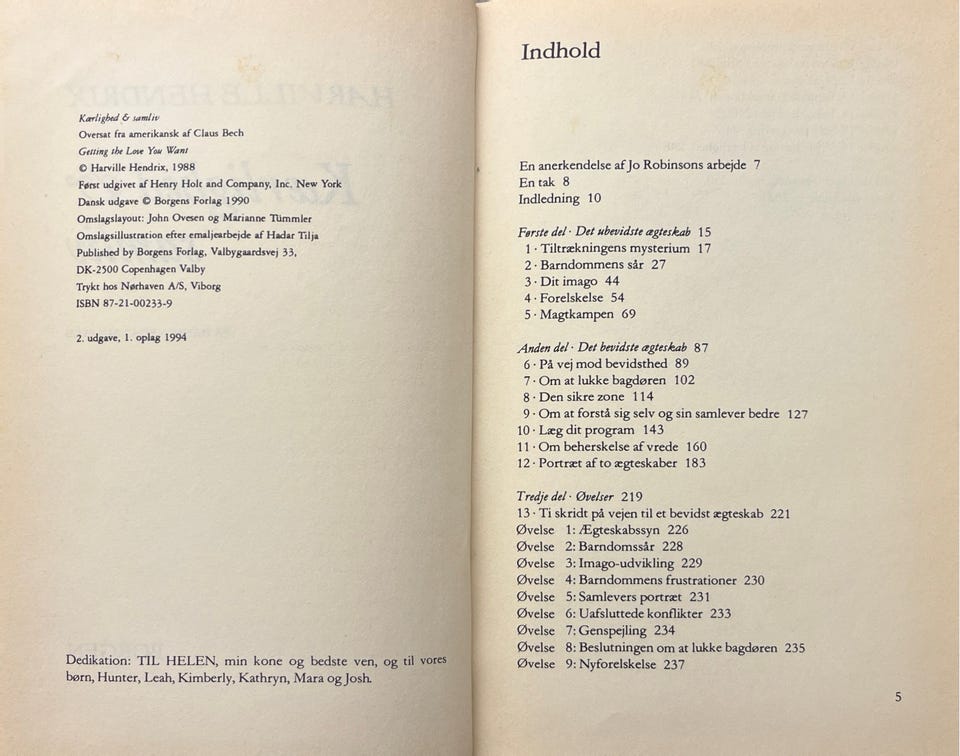 Kærlighed & samliv
Oversat fra amerikansk af Claus Bech
Getting the Love You Want
© Harville Hendrix, 1988
Først udgivet af Henry Holt and Company, Inc. New York
Dansk udgave © Borgens Forlag 1990
Omslagslayout: John Ovesen og Marianne Tümmler
Omslagsillustration efter emaljearbejde af Hadar Tilja
Published by Borgens Forlag, Valbygaardsvej 33,
DK-2500 Copenhagen Valby
Trykt hos Nørhaven A/S, Viborg
ISBN 87-21-00233-9
2. udgave, 1. oplag 1994
Dedikation: TIL HELEN, min kone og bedste ven, og til vores
børn, Hunter, Leah, Kimberly, Kathryn, Mara og Josh.
Indhold
En anerkendelse af Jo Robinsons arbejde 7
En tak 8
Indledning 10
Første del · Det ubevidste ægteskab 15
1 · Tiltrækningens mysterium 17
2 · Barndommens sår 27
3 · Dit imago 44
4 · Forelskelse 54
5 · Magtkampen 69
Anden del · Det bevidste ægteskab 87
6 · På vej mod bevidsthed 89
7 · Om at lukke bagdøren 102
8 · Den sikre zone 114
9 · Om at forstå sig selv og sin samlever bedre 127
10 · Læg dit program 143
11 · Om beherskelse af vrede 160
12 · Portræt af to ægteskaber 183
Tredje del · Øvelser 219
13 · Ti skridt på vejen til et bevidst ægteskab 221
Øvelse 1: Ægteskabssyn 226
Øvelse 2: Barndomssår 228
Øvelse 3: Imago-udvikling 229
Øvelse 4: Barndommens frustrationer 230
Øvelse 5: Samlevers portræt 231
Øvelse 6: Uafsluttede konflikter 233
Øvelse 7: Genspejling 234
Øvelse 8: Beslutningen om at lukke bagdøren 235
Øvelse 9: Nyforelskelse 237
5